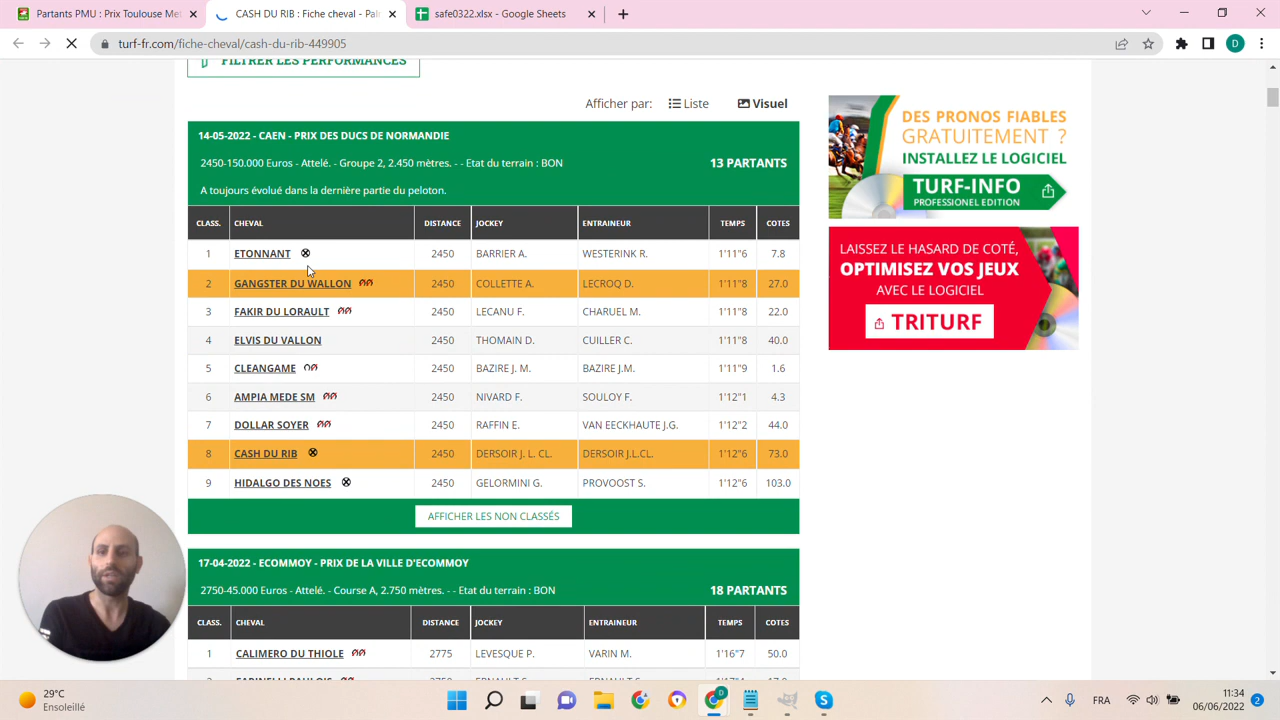 Partants PMU : Prix Toulouse Me
CASH DU RIB : Fiche cheval - Pal
safe0322.xlsx - Google Sheets
turf-fr.com/fiche-cheval/cash-du-rib-449905
D
FILTRER LES PERFORMANCES
Afficher par: Liste Visuel
14-05-2022 - CAEN - PRIX DES DUCS DE NORMANDIE
2450-150.000 Euros - Attelé. - Groupe 2, 2.450 mètres. - - Etat du terrain : BON
13 PARTANTS
A toujours évolué dans la dernière partie du peloton.
CLASS. CHEVAL DISTANCE JOCKEY ENTRAINEUR TEMPS COTES
1 ETONNANT 2450 BARRIER A. WESTERINK R. 1'11"6 7.8
2 GANGSTER DU WALLON 2450 COLLETTE A. LECROQ D. 1'11"8 27.0
3 FAKIR DU LORAULT 2450 LECANU F. CHARUEL M. 1'11"8 22.0
4 ELVIS DU VALLON 2450 THOMAIN D. CUILLER C. 1'11"8 40.0
5 CLEANGAME 2450 BAZIRE J. M. BAZIRE J.M. 1'11"9 1.6
6 AMPIA MEDE SM 2450 NIVARD F. SOULOY F. 1'12"1 4.3
7 DOLLAR SOYER 2450 RAFFIN E. VAN EECKHAUTE J.G. 1'12"2 44.0
8 CASH DU RIB 2450 DERSOIR J. L. CL. DERSOIR J.L.CL. 1'12"6 73.0
9 HIDALGO DES NOES 2450 GELORMINI G. PROVOOST S. 1'12"6 103.0
AFFICHER LES NON CLASSÉS
17-04-2022 - ECOMMOY - PRIX DE LA VILLE D'ECOMMOY
2750-45.000 Euros - Attelé. - Course A, 2.750 mètres. - - Etat du terrain : BON
18 PARTANTS
CLASS. CHEVAL DISTANCE JOCKEY ENTRAINEUR TEMPS COTES
1 CALIMERO DU THIOLE 2775 LEVESQUE P. VARIN M. 1'16"7 50.0
DES PRONOS FIABLES
GRATUITEMENT ?
INSTALLEZ LE LOGICIEL
TURF-INFO
PROFESSIONEL EDITION
LAISSEZ LE HASARD DE COTÉ,
OPTIMISEZ VOS JEUX
AVEC LE LOGICIEL
TRITURF
29°C
Ensoleillé
D
FRA
11:34
06/06/2022
2